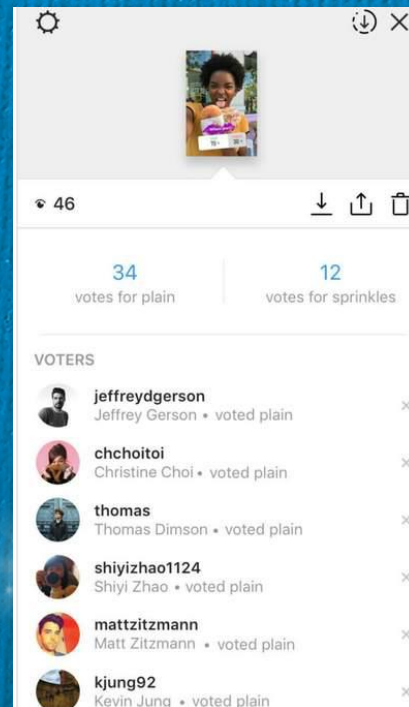 46
34
votes for plain
12
votes for sprinkles
VOTERS
jeffreydgerson
Jeffrey Gerson • voted plain
chchoitoi
Christine Choi • voted plain
thomas
Thomas Dimson • voted plain
shiyizhao1124
Shiyi Zhao • voted plain
mattzitzmann
Matt Zitzmann • voted plain
kjung92
Kevin Jung • voted plain